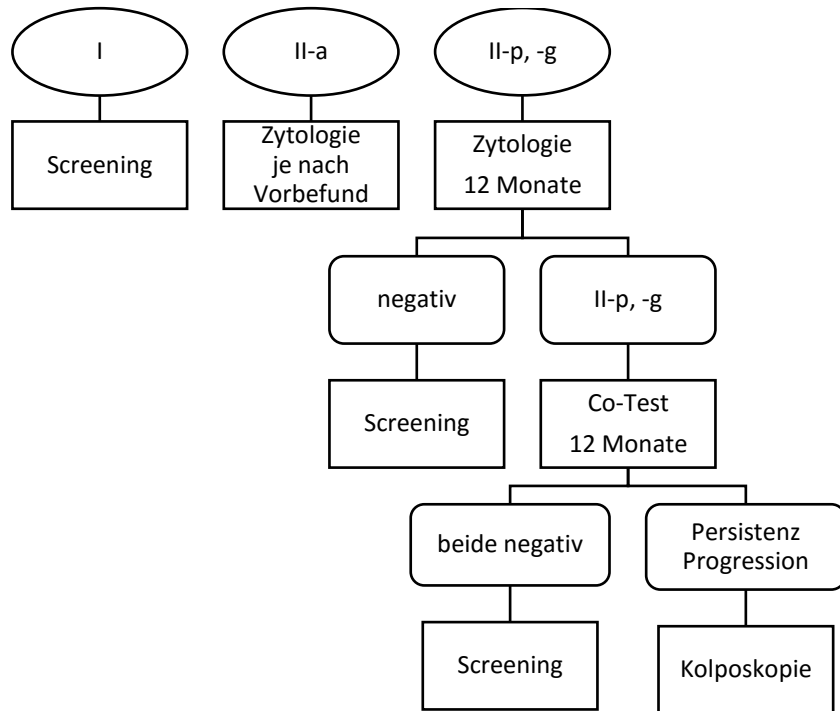 I
II-a
II-p, -g
Screening
Zytologie
je nach
Vorbefund
Zytologie
12 Monate
negativ
II-p, -g
Screening
Co-Test
12 Monate
beide negativ
Persistenz
Progression
Screening
Kolposkopie